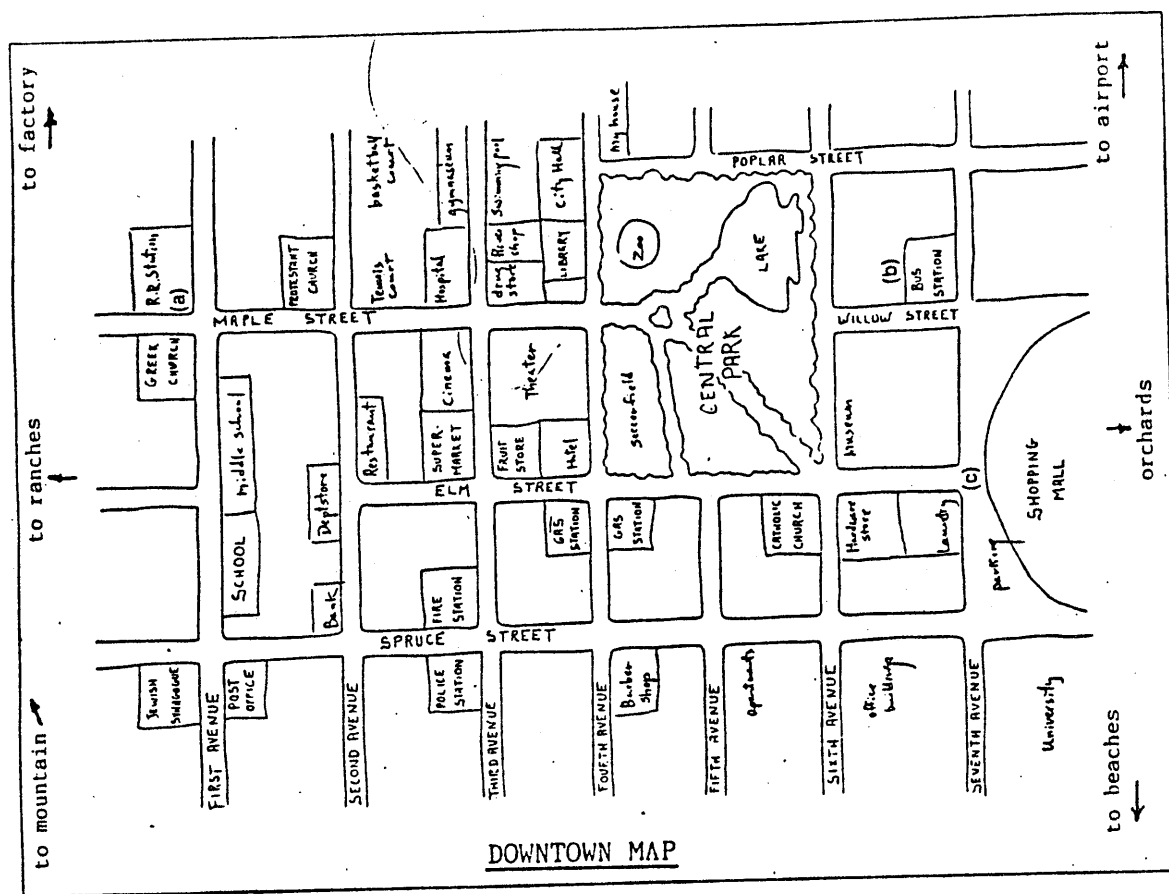 to mountain
to ranches
to factory
JEWISH
SYNAGOGUE
GREEK
CHURCH
R.R. Station
(a)
FIRST AVENUE
POST
OFFICE
SCHOOL
middle school
MAPLE STREET
PROTESTANT
CHURCH
Bank
Dept store
SECOND AVENUE
SPRUCE STREET
POLICE
STATION
FIRE
STATION
Restaurant
SUPER-
MARKET
Cinema
Tennis
court
basketball
court
Hospital
gymnasium
ELM STREET
THIRD AVENUE
FRUIT
STORE
Hotel
Theater
drug
store
shop
Swimming pool
LIBRARY
City Hall
GAS
STATION
FOURTH AVENUE
Barber
shop
GAS
STATION
soccer field
CENTRAL
PARK
Zoo
LAKE
POPLAR STREET
FIFTH AVENUE
apartments
CATHOLIC
CHURCH
SIXTH AVENUE
office
buildings
Hardware
store
Laundry
museum
WILLOW STREET
(b)
BUS
STATION
SEVENTH AVENUE
(c)
University
parking
SHOPPING
MALL
to beaches
orchards
to airport
DOWNTOWN MAP